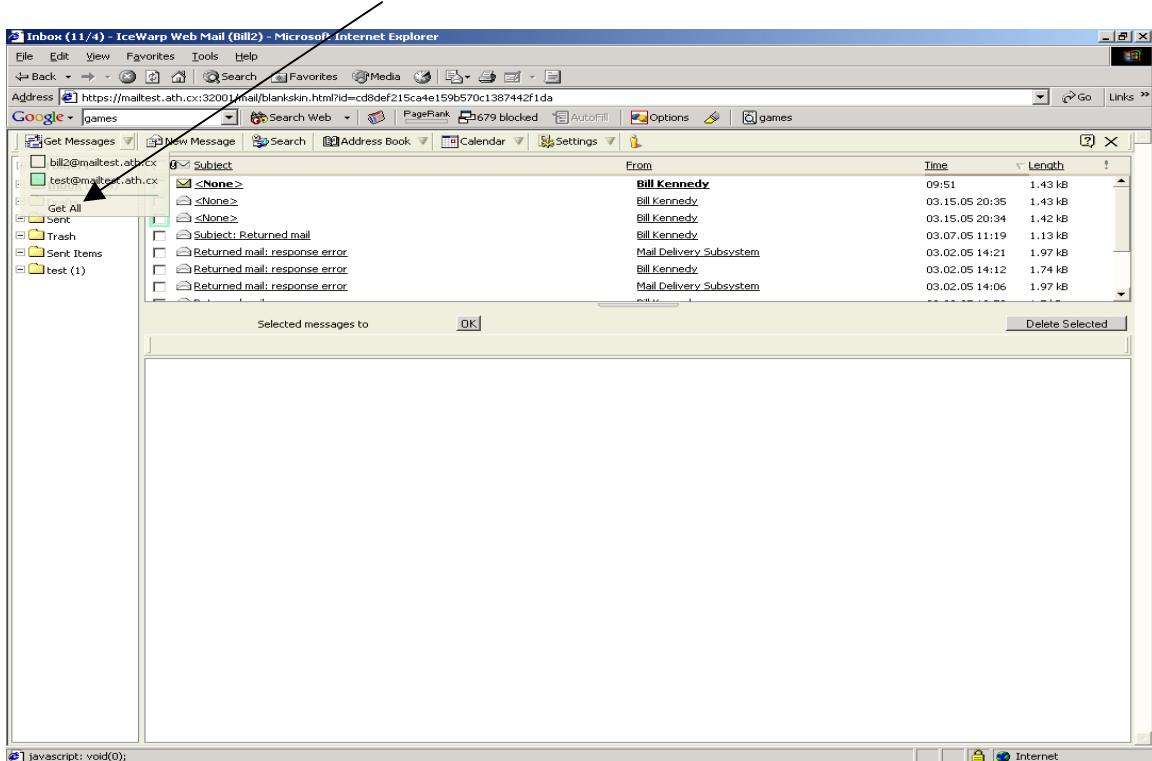 Inbox (11/4) - IceWarp Web Mail (Bill2) - Microsoft Internet Explorer
File Edit View Favorites Tools Help
Back Search Favorites Media
Address https://mailtest.ath.cx:32001/mail/blankskin.html?id=cd8def215ca4e159b570c1387442f1da Go Links »
Google games Search Web PageRank 679 blocked AutoFill Options games
Get Messages New Message Search Address Book Calendar Settings
bill2@mailtest.ath.cx Subject From Time Length !
test@mailtest.ath.cx <None> Bill Kennedy 09:51 1.43 kB
Get All <None> Bill Kennedy 03.15.05 20:35 1.43 kB
Sent <None> Bill Kennedy 03.15.05 20:34 1.42 kB
Trash Subject: Returned mail Bill Kennedy 03.07.05 11:19 1.13 kB
Sent Items Returned mail: response error Mail Delivery Subsystem 03.02.05 14:21 1.97 kB
test (1) Returned mail: response error Bill Kennedy 03.02.05 14:12 1.74 kB
Returned mail: response error Mail Delivery Subsystem 03.02.05 14:06 1.97 kB
Selected messages to OK Delete Selected
javascript: void(0); Internet